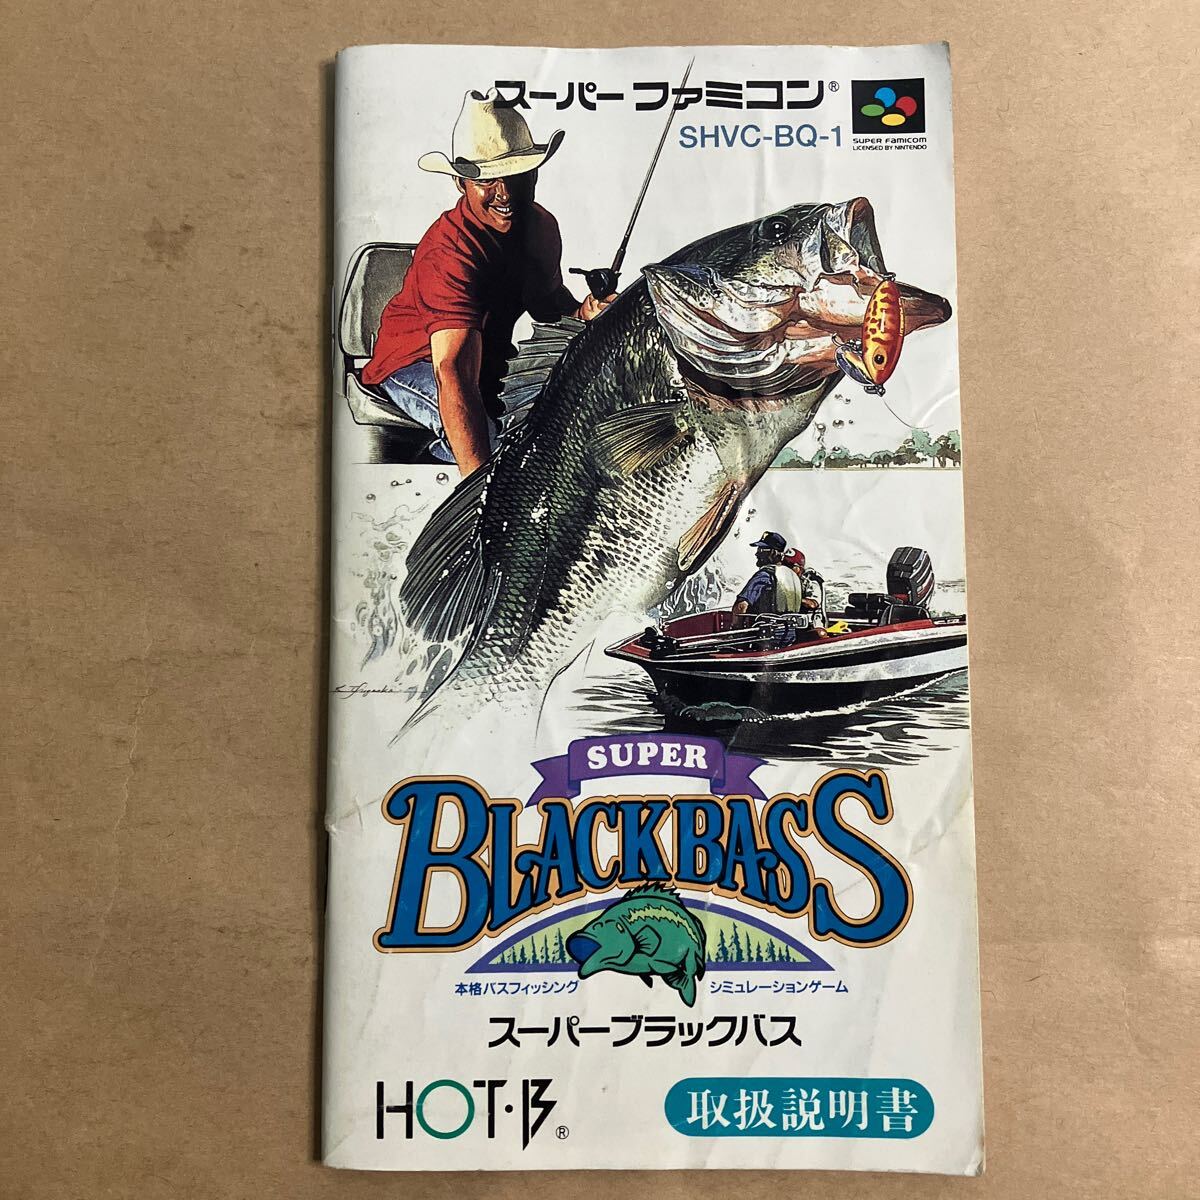 スーパーファミコン®
SHVC-BQ-1
SUPER FAMICOM
LICENSED BY NINTENDO
SUPER
BLACKBASS
本格バスフィッシング シミュレーションゲーム
スーパーブラックバス
HOT・B®
取扱説明書